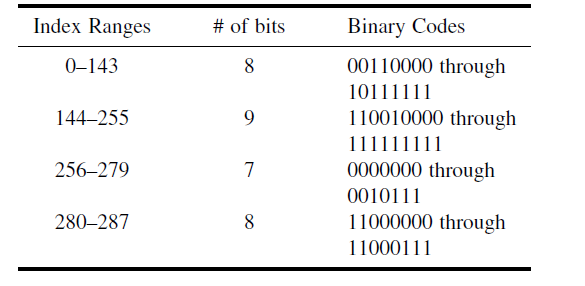 Index Ranges # of bits Binary Codes
0–143 8 00110000 through
10111111
144–255 9 110010000 through
111111111
256–279 7 0000000 through
0010111
280–287 8 11000000 through
11000111